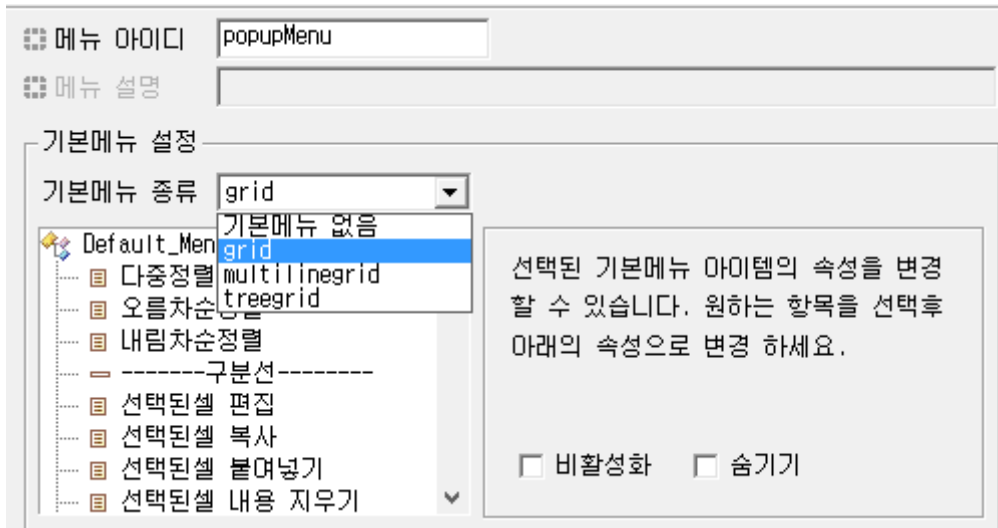 메뉴 아이디 popupMenu
메뉴 설명
기본메뉴 설정
기본메뉴 종류 grid
기본메뉴 없음
grid
multilinegrid
treegrid
Default_Men
다중정렬
오름차순정렬
내림차순정렬
-------구분선--------
선택된셀 편집
선택된셀 복사
선택된셀 붙여넣기
선택된셀 내용 지우기
선택된 기본메뉴 아이템의 속성을 변경
할 수 있습니다. 원하는 항목을 선택후
아래의 속성으로 변경 하세요.
비활성화 숨기기